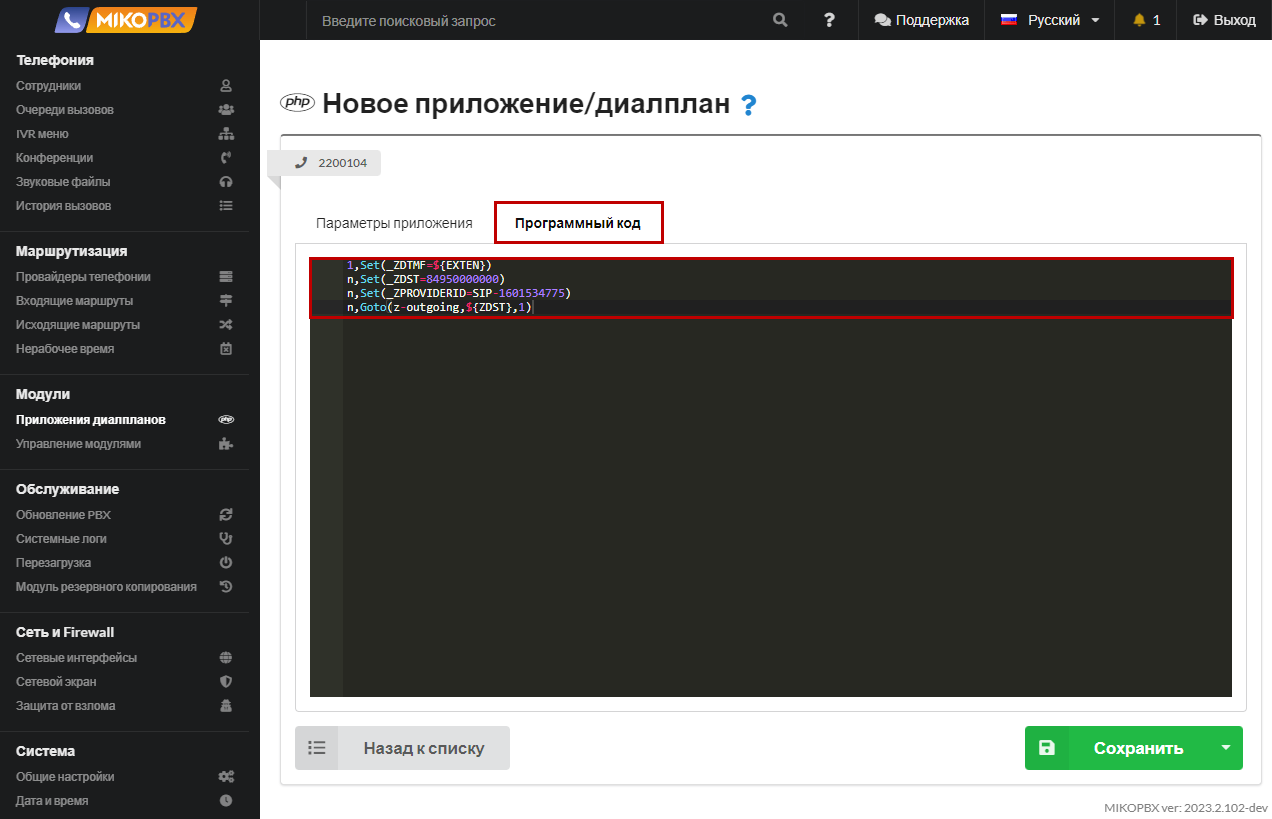 MIKOPBX
Введите поисковый запрос
?
Поддержка
Русский
1
Выход
Телефония
Сотрудники
Очереди вызовов
IVR меню
Конференции
Звуковые файлы
История вызовов
Маршрутизация
Провайдеры телефонии
Входящие маршруты
Исходящие маршруты
Нерабочее время
Модули
Приложения диалпланов
php
Управление модулями
Обслуживание
Обновление PBX
Системные логи
Перезагрузка
Модуль резервного копирования
Сеть и Firewall
Сетевые интерфейсы
Сетевой экран
Защита от взлома
Система
Общие настройки
Дата и время
php Новое приложение/диалплан ?
2200104
Параметры приложения
Программный код
1,Set(_ZDTMF=${EXTEN})
n,Set(_ZDST=84950000000)
n,Set(_ZPROVIDERID=SIP-1601534775)
n,Goto(z-outgoing,${ZDST},1)
Назад к списку
Сохранить
MIKOPBX ver: 2023.2.102-dev